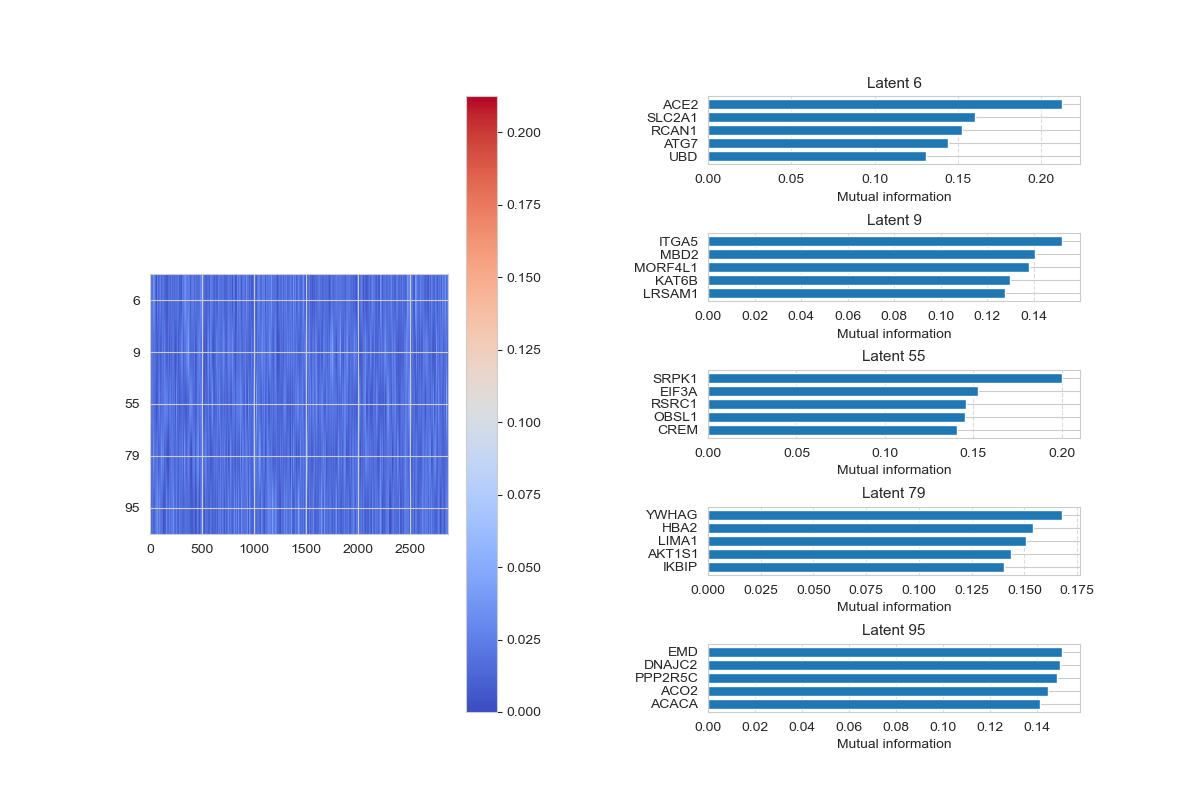 6
9
55
79
95
0 500 1000 1500 2000 2500
0.200
0.175
0.150
0.125
0.100
0.075
0.050
0.025
0.000
Latent 6
ACE2
SLC2A1
RCAN1
ATG7
UBD
0.00 0.05 0.10 0.15 0.20
Mutual information
Latent 9
ITGA5
MBD2
MORF4L1
KAT6B
LRSAM1
0.00 0.02 0.04 0.06 0.08 0.10 0.12 0.14
Mutual information
Latent 55
SRPK1
EIF3A
RSRC1
OBSL1
CREM
0.00 0.05 0.10 0.15 0.20
Mutual information
Latent 79
YWHAG
HBA2
LIMA1
AKT1S1
IKBIP
0.000 0.025 0.050 0.075 0.100 0.125 0.150 0.175
Mutual information
Latent 95
EMD
DNAJC2
PPP2R5C
ACO2
ACACA
0.00 0.02 0.04 0.06 0.08 0.10 0.12 0.14
Mutual information